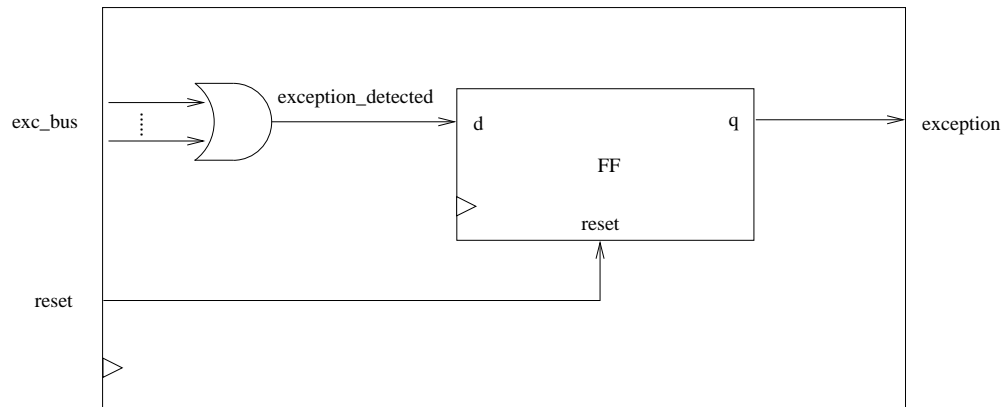 exception_detected
exc_bus
d
q
exception
FF
reset
reset